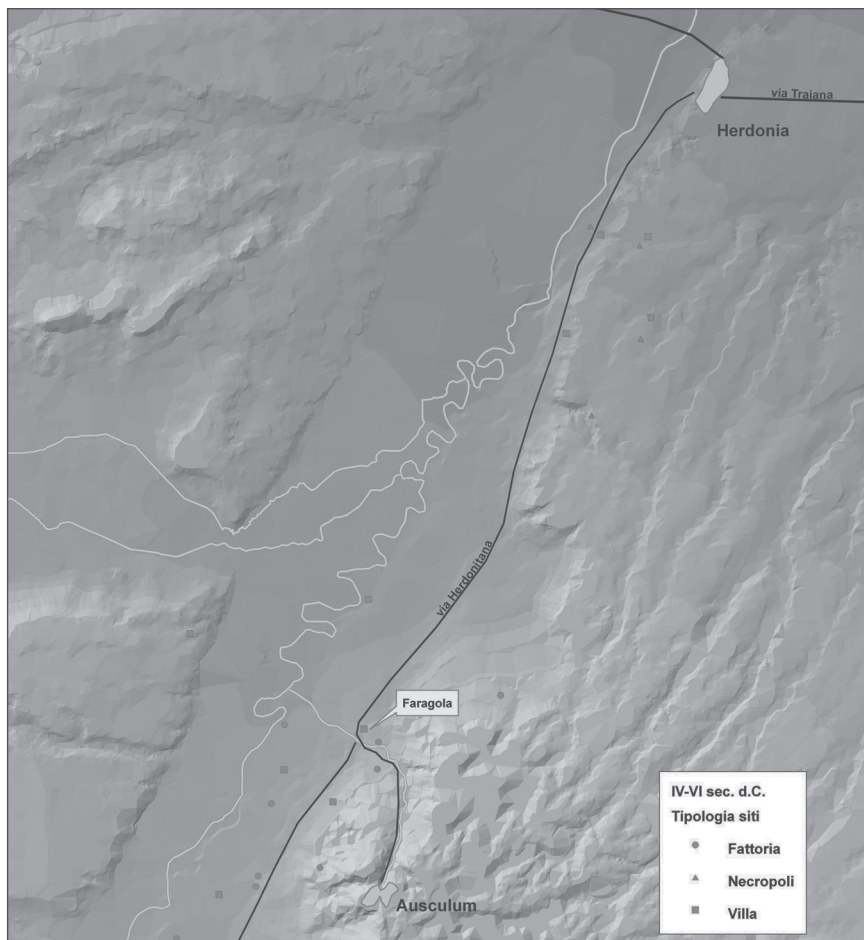 via Traiana
Herdonia
via Herdonitana
Faragola
Ausculum
IV-VI sec. d.C.
Tipologia siti
Fattoria
Necropoli
Villa